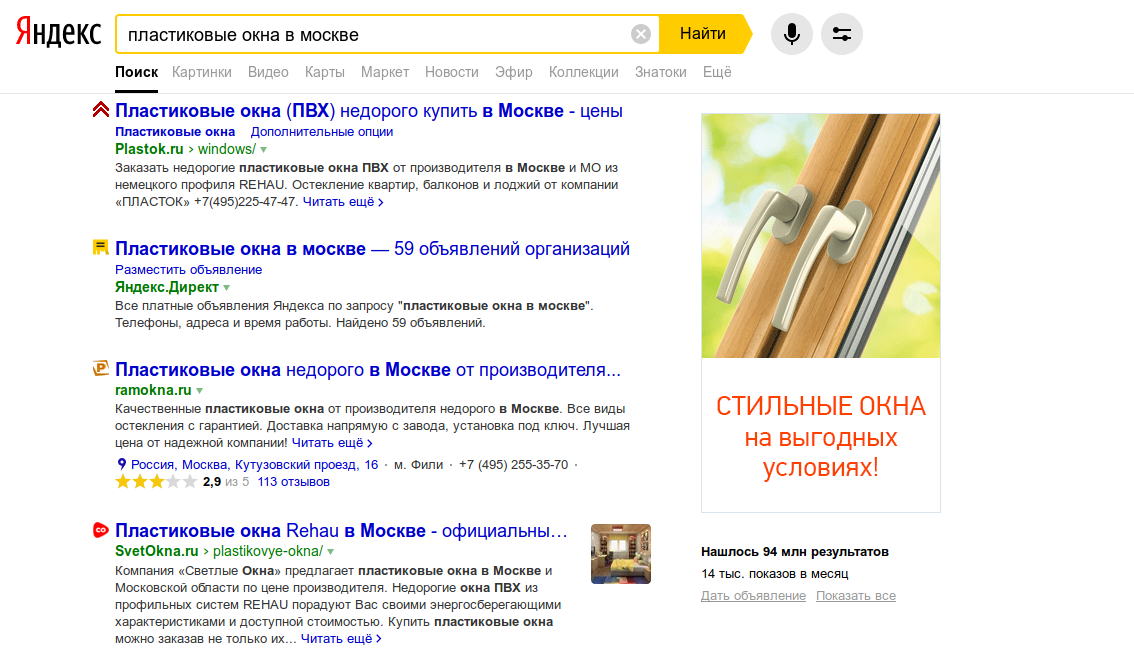 Яндекс
пластиковые окна в москве
Найти
Поиск Картинки Видео Карты Маркет Новости Эфир Коллекции Знатоки Ещё
Пластиковые окна (ПВХ) недорого купить в Москве - цены
Пластиковые окна Дополнительные опции
Plastok.ru › windows/
Заказать недорогие пластиковые окна ПВХ от производителя в Москве и МО из
немецкого профиля REHAU. Остекление квартир, балконов и лоджий от компании
«ПЛАСТОК» +7(495)225-47-47. Читать ещё ›
Пластиковые окна в москве — 59 объявлений организаций
Разместить объявление
Яндекс.Директ
Все платные объявления Яндекса по запросу "пластиковые окна в москве".
Телефоны, адреса и время работы. Найдено 59 объявлений.
Пластиковые окна недорого в Москве от производителя...
ramokna.ru
Качественные пластиковые окна от производителя недорого в Москве. Все виды
остекления с гарантией. Доставка напрямую с завода, установка под ключ. Лучшая
цена от надежной компании! Читать ещё ›
Россия, Москва, Кутузовский проезд, 16 · м. Фили · +7 (495) 255-35-70 ·
2,9 из 5 113 отзывов
Пластиковые окна Rehau в Москве - официальны...
SvetOkna.ru › plastikovye-okna/
Компания «Светлые Окна» предлагает пластиковые окна в Москве и
Московской области по цене производителя. Недорогие окна ПВХ из
профильных систем REHAU порадуют Вас своими энергосберегающими
характеристиками и доступной стоимостью. Купить пластиковые окна
можно заказав не только их... Читать ещё ›
СТИЛЬНЫЕ ОКНА
на выгодных
условиях!
Нашлось 94 млн результатов
14 тыс. показов в месяц
Дать объявление Показать все